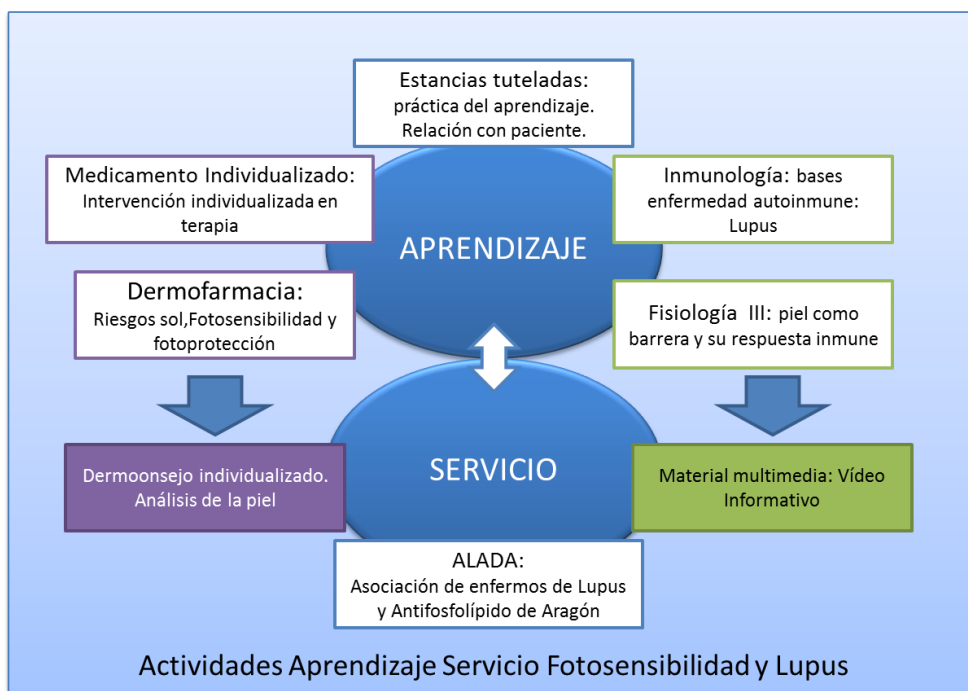 Estancias tuteladas:
práctica del aprendizaje.
Relación con paciente.
Medicamento Individualizado:
Intervención individualizada en
terapia
Inmunología: bases
enfermedad autoinmune:
Lupus
APRENDIZAJE
Dermofarmacia:
Riesgos sol,Fotosensibilidad y
fotoprotección
Fisiología III: piel como
barrera y su respuesta inmune
SERVICIO
Dermoonsejo individualizado.
Análisis de la piel
Material multimedia: Vídeo
Informativo
ALADA:
Asociación de enfermos de Lupus
y Antifosfolípido de Aragón
Actividades Aprendizaje Servicio Fotosensibilidad y Lupus